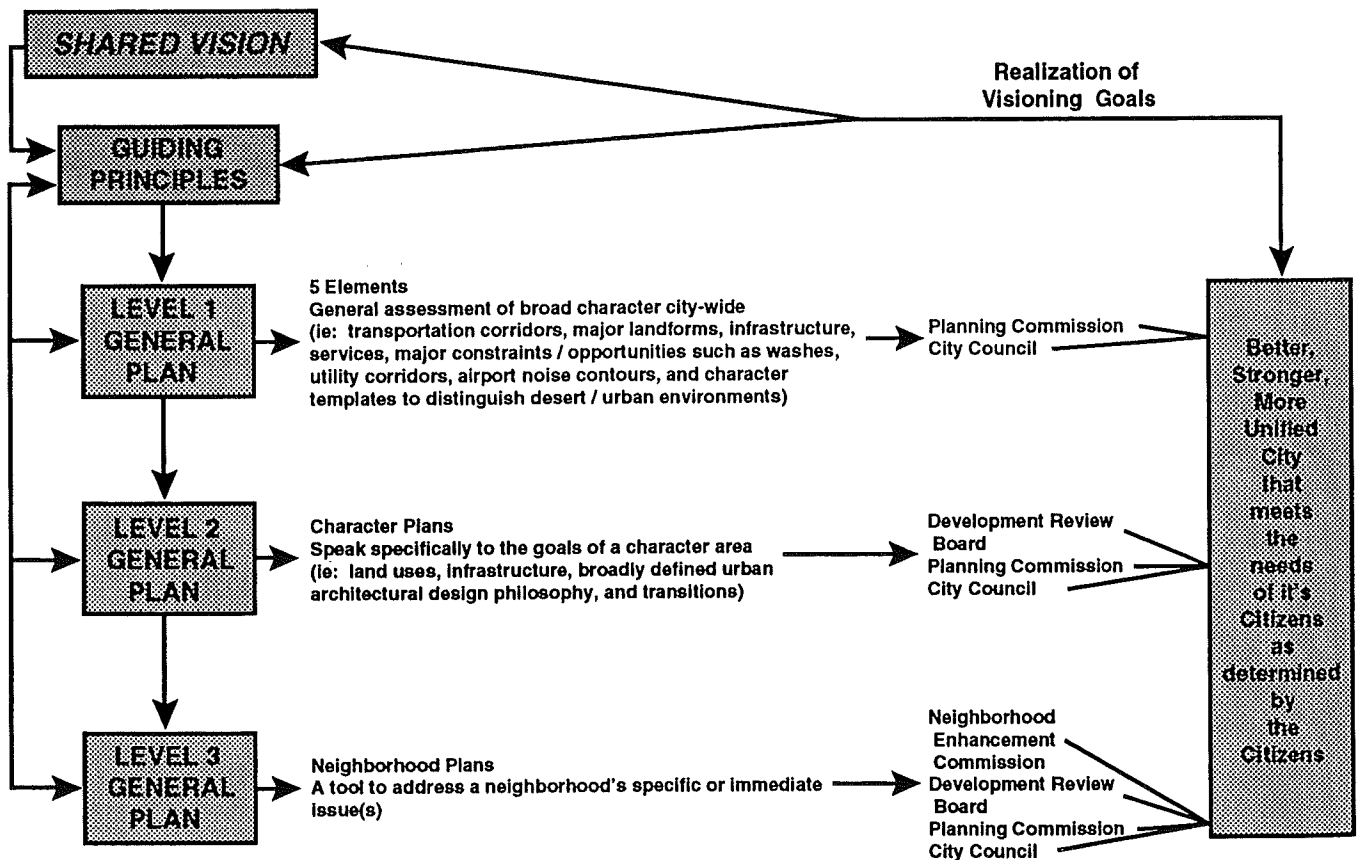 SHARED VISION
Realization of
Visioning Goals
GUIDING
PRINCIPLES
LEVEL 1
GENERAL
PLAN
5 Elements
General assessment of broad character city-wide
(ie: transportation corridors, major landforms, infrastructure,
services, major constraints / opportunities such as washes,
utility corridors, airport noise contours, and character
templates to distinguish desert / urban environments)
Planning Commission
City Council
LEVEL 2
GENERAL
PLAN
Character Plans
Speak specifically to the goals of a character area
(ie: land uses, infrastructure, broadly defined urban
architectural design philosophy, and transitions)
Development Review
Board
Planning Commission
City Council
LEVEL 3
GENERAL
PLAN
Neighborhood Plans
A tool to address a neighborhood's specific or immediate
issue(s)
Neighborhood
Enhancement
Commission
Development Review
Board
Planning Commission
City Council
Better,
Stronger,
More
Unified
City
that
meets
the
needs
of it's
Citizens
as
determined
by
the
Citizens